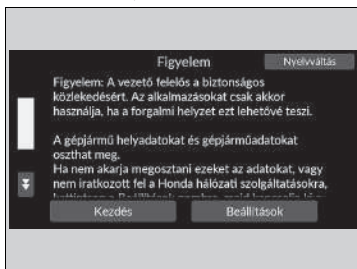 Figyelem
Nyelvváltás
Figyelem: A vezető felelős a biztonságos
közlekedésért. Az alkalmazásokat csak akkor
használja, ha a forgalmi helyzet ezt lehetővé teszi.
A gépjármű helyadatokat és gépjárműadatokat
oszthat meg.
Ha nem akarja megosztani ezeket az adatokat, vagy
nem iratkozott fel a Honda hálózati szolgáltatásokra,
Kezdés
Beállítások